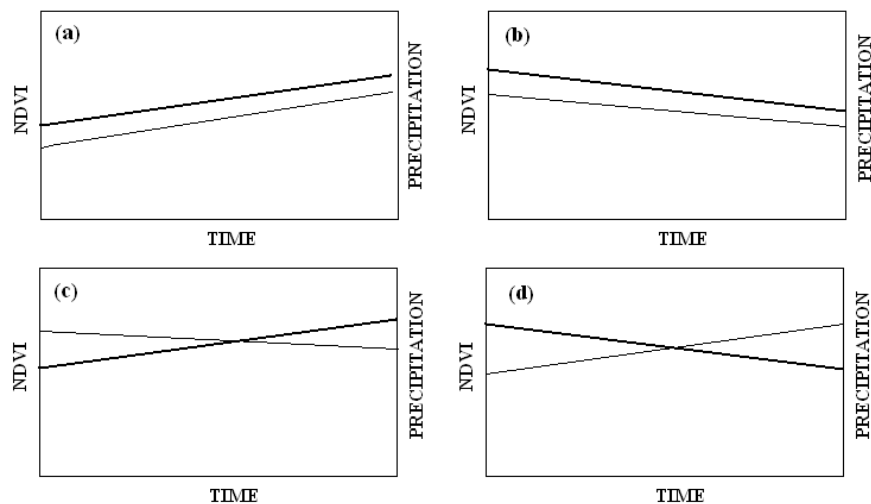 (a)
NDVI
PRECIPITATION
TIME
(b)
NDVI
PRECIPITATION
TIME
(c)
NDVI
PRECIPITATION
TIME
(d)
NDVI
PRECIPITATION
TIME